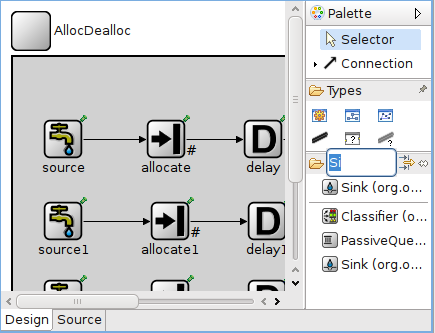 AllocDealloc
source
allocate
#
delay
source1
allocate1
#
delay1
D
D
Design
Source
Palette
Selector
Connection
Types
?
?
Si
Sink (org.o...
Classifier (o...
PassiveQue...
Sink (org.o...